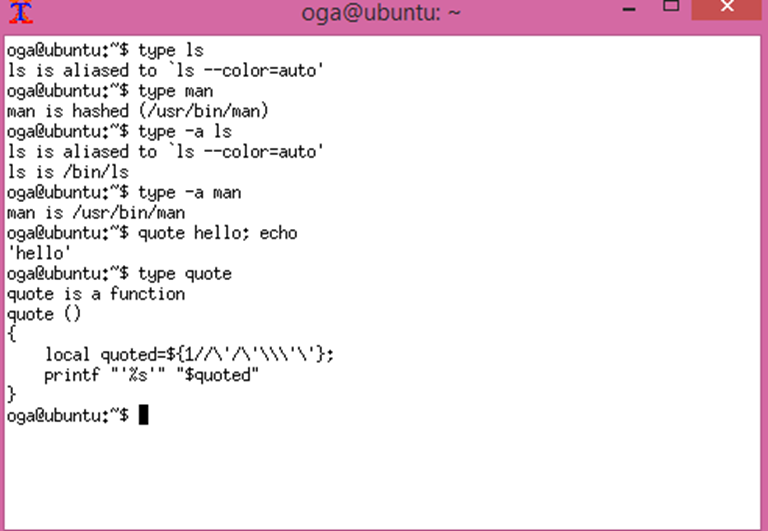 oga@ubuntu: ~
oga@ubuntu:~$ type ls
ls is aliased to `ls --color=auto'
oga@ubuntu:~$ type man
man is hashed (/usr/bin/man)
oga@ubuntu:~$ type -a ls
ls is aliased to `ls --color=auto'
ls is /bin/ls
oga@ubuntu:~$ type -a man
man is /usr/bin/man
oga@ubuntu:~$ quote hello; echo
'hello'
oga@ubuntu:~$ type quote
quote is a function
quote ()
{
    local quoted=${1//\'/\'\\\'\'};
    printf "'%s'" "$quoted"
}
oga@ubuntu:~$